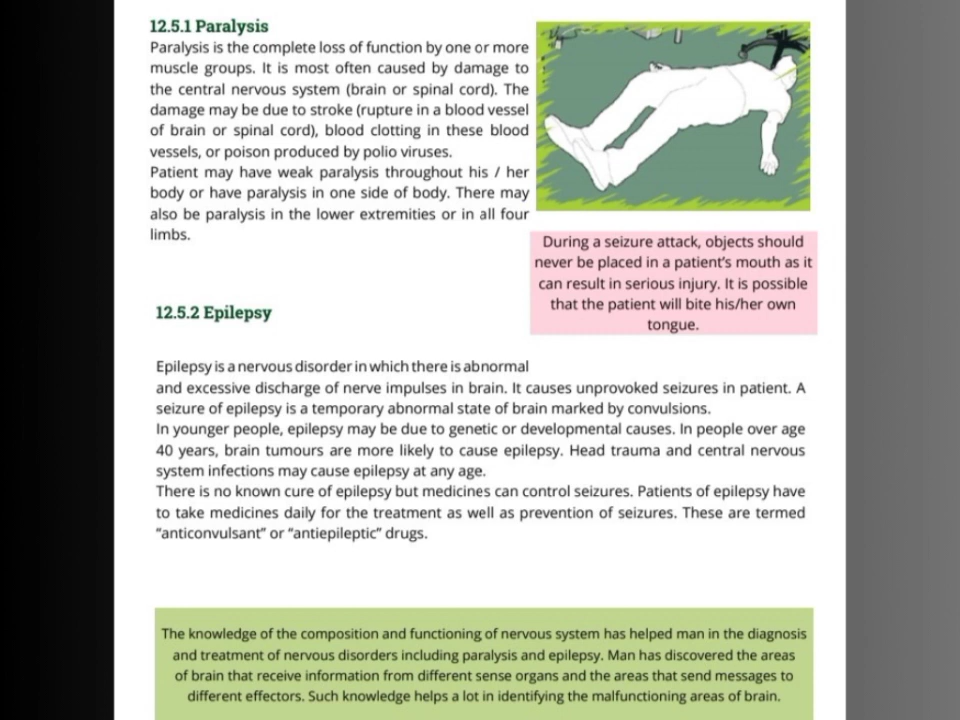 12.5.1 Paralysis
Paralysis is the complete loss of function by one or more
muscle groups. It is most often caused by damage to
the central nervous system (brain or spinal cord). The
damage may be due to stroke (rupture in a blood vessel
of brain or spinal cord), blood clotting in these blood
vessels, or poison produced by polio viruses.
Patient may have weak paralysis throughout his / her
body or have paralysis in one side of body. There may
also be paralysis in the lower extremities or in all four
limbs.
During a seizure attack, objects should
never be placed in a patient's mouth as it
can result in serious injury. It is possible
that the patient will bite his/her own
tongue.
12.5.2 Epilepsy
Epilepsy is a nervous disorder in which there is abnormal
and excessive discharge of nerve impulses in brain. It causes unprovoked seizures in patient. A
seizure of epilepsy is a temporary abnormal state of brain marked by convulsions.
In younger people, epilepsy may be due to genetic or developmental causes. In people over age
40 years, brain tumours are more likely to cause epilepsy. Head trauma and central nervous
system infections may cause epilepsy at any age.
There is no known cure of epilepsy but medicines can control seizures. Patients of epilepsy have
to take medicines daily for the treatment as well as prevention of seizures. These are termed
“anticonvulsant” or “antiepileptic” drugs.
The knowledge of the composition and functioning of nervous system has helped man in the diagnosis
and treatment of nervous disorders including paralysis and epilepsy. Man has discovered the areas
of brain that receive information from different sense organs and the areas that send messages to
different effectors. Such knowledge helps a lot in identifying the malfunctioning areas of brain.